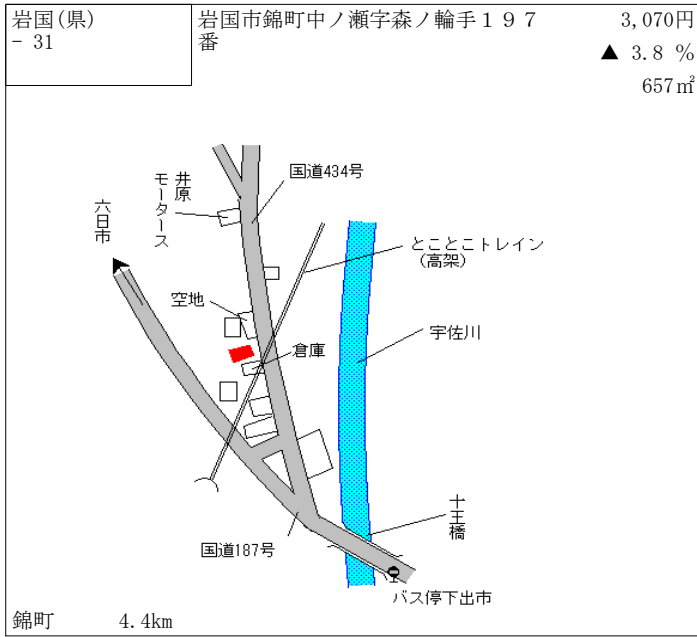 岩国(県)
- 31
岩国市錦町中ノ瀬字森ノ輪手１９７
番
3,070円
▲ 3.8 %
657㎡
国道434号
井原
モータース
六日市
とことこトレイン
(高架)
空地
宇佐川
倉庫
十王橋
国道187号
バス停下出市
錦町 4.4km